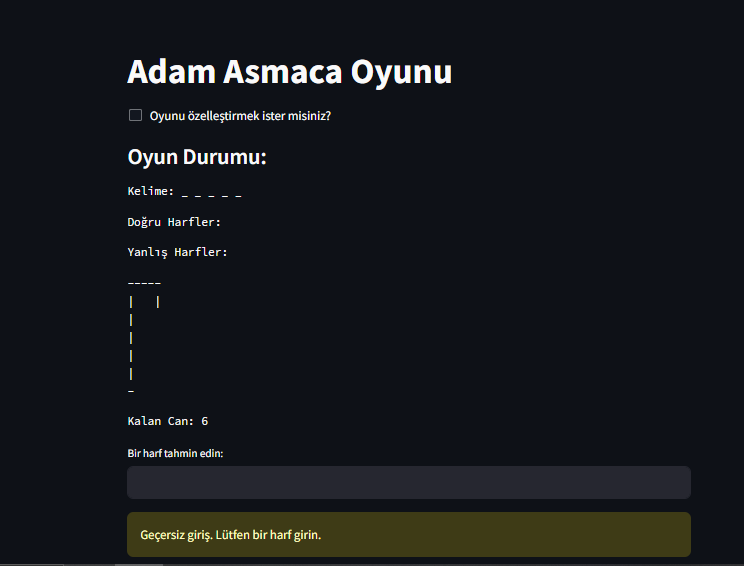 Adam Asmaca Oyunu
Oyunu özelleştirmek ister misiniz?
Oyun Durumu:
Kelime: _ _ _ _ _
Doğru Harfler:
Yanlış Harfler:
-----
|   |
|
|
|
|
-
Kalan Can: 6
Bir harf tahmin edin:
Geçersiz giriş. Lütfen bir harf girin.